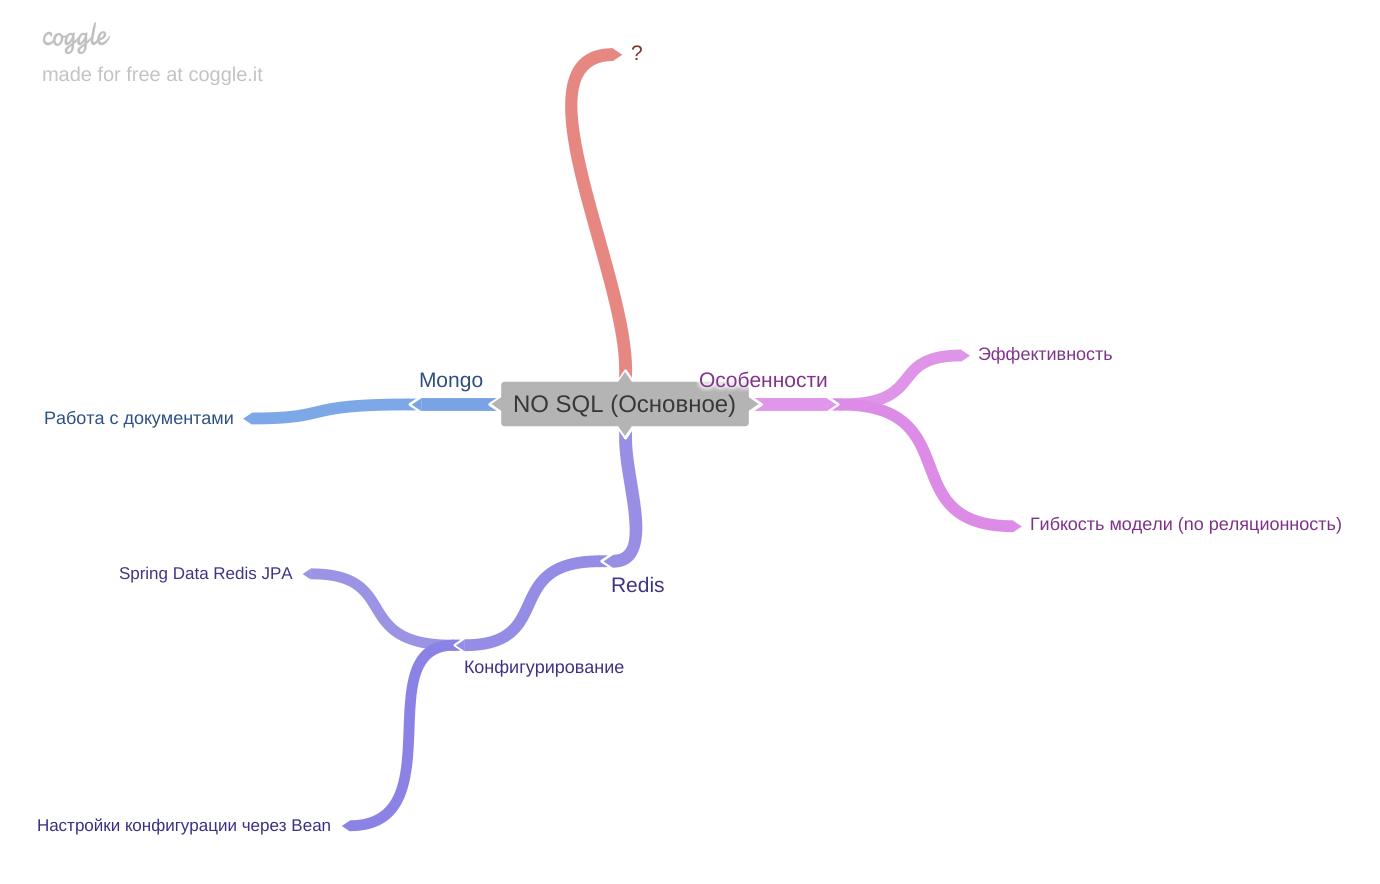 coggle
made for free at coggle.it
?
Эффективность
Mongo
Особенности
NO SQL (Основное)
Работа с документами
Гибкость модели (no реляционность)
Spring Data Redis JPA
Redis
Конфигурирование
Настройки конфигурации через Bean